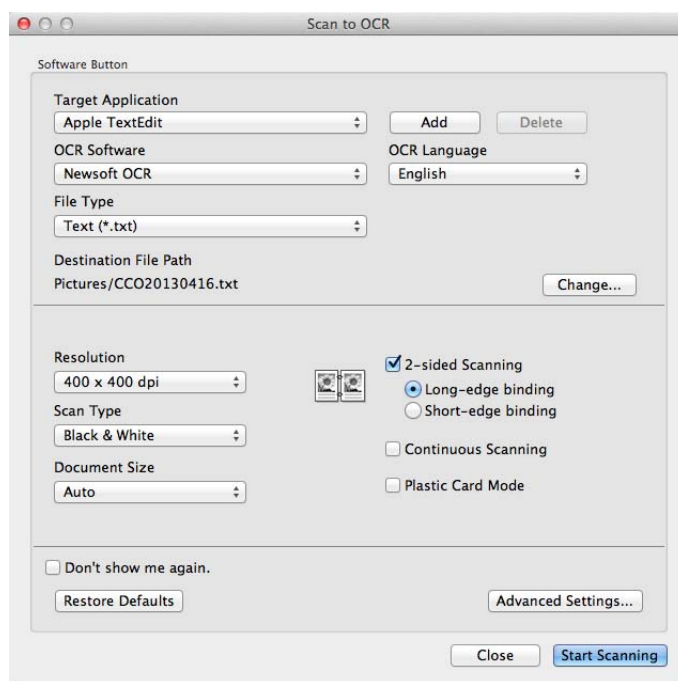 Scan to OCR
Software Button
Target Application
Apple TextEdit Add Delete
OCR Software OCR Language
Newsoft OCR English
File Type
Text (*.txt)
Destination File Path
Pictures/CCO20130416.txt Change...
Resolution
2-sided Scanning
400 x 400 dpi Long-edge binding
Scan Type Short-edge binding
Black & White
Continuous Scanning
Document Size
Auto Plastic Card Mode
Don't show me again.
Restore Defaults Advanced Settings...
Close Start Scanning